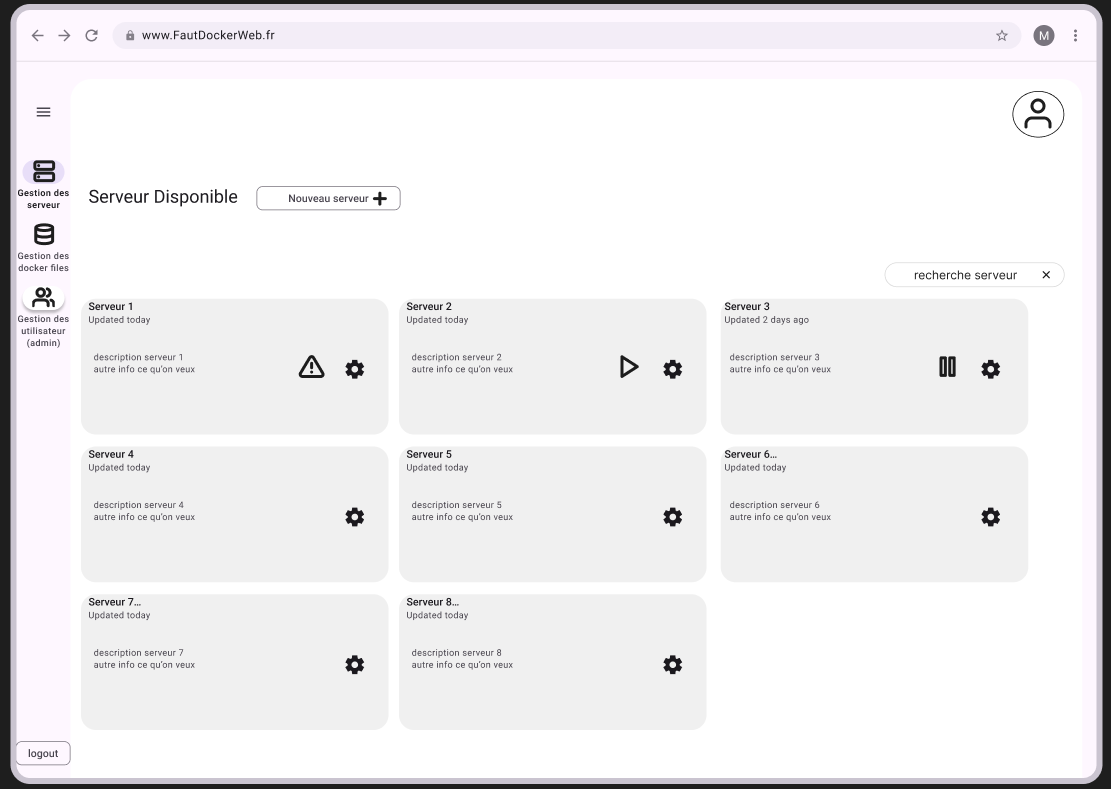 www.FautDockerWeb.fr
M
Gestion des
serveur
Gestion des
docker files
Gestion des
utilisateur
(admin)
logout
Serveur Disponible
Nouveau serveur
recherche serveur
Serveur 1
Updated today
description serveur 1
autre info ce qu'on veux
Serveur 2
Updated today
description serveur 2
autre info ce qu'on veux
Serveur 3
Updated 2 days ago
description serveur 3
autre info ce qu'on veux
Serveur 4
Updated today
description serveur 4
autre info ce qu'on veux
Serveur 5
Updated today
description serveur 5
autre info ce qu'on veux
Serveur 6...
Updated today
description serveur 6
autre info ce qu'on veux
Serveur 7...
Updated today
description serveur 7
autre info ce qu'on veux
Serveur 8...
Updated today
description serveur 8
autre info ce qu'on veux